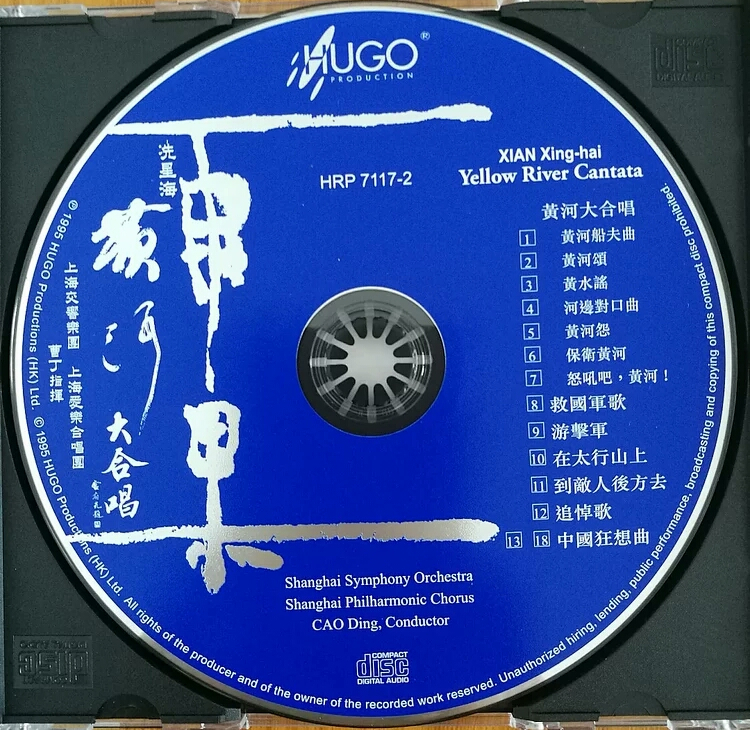 HUGO®
PRODUCTION
HRP 7117-2
XIAN Xing-hai
Yellow River Cantata
黃河大合唱
1 黃河船夫曲
2 黃河頌
3 黃水謠
4 河邊對口曲
5 黃河怨
6 保衛黃河
7 怒吼吧，黃河！
8 救國軍歌
9 游擊軍
10 在太行山上
11 到敵人後方去
12 追悼歌
13 18 中國狂想曲
冼星海
黃河
大合唱
上海交響樂團 上海愛樂合唱團
曹丁指揮
Shanghai Symphony Orchestra
Shanghai Philharmonic Chorus
CAO Ding, Conductor
COMPACT
disc
DIGITAL AUDIO
℗ 1995 HUGO Productions (HK) Ltd. © 1995 HUGO Productions (HK) Ltd. All rights of the producer and of the owner of the recorded work reserved. Unauthorized hiring, lending, public performance, broadcasting and copying of this compact disc prohibited.
COMPACT
disc
DIGITAL AUDIO